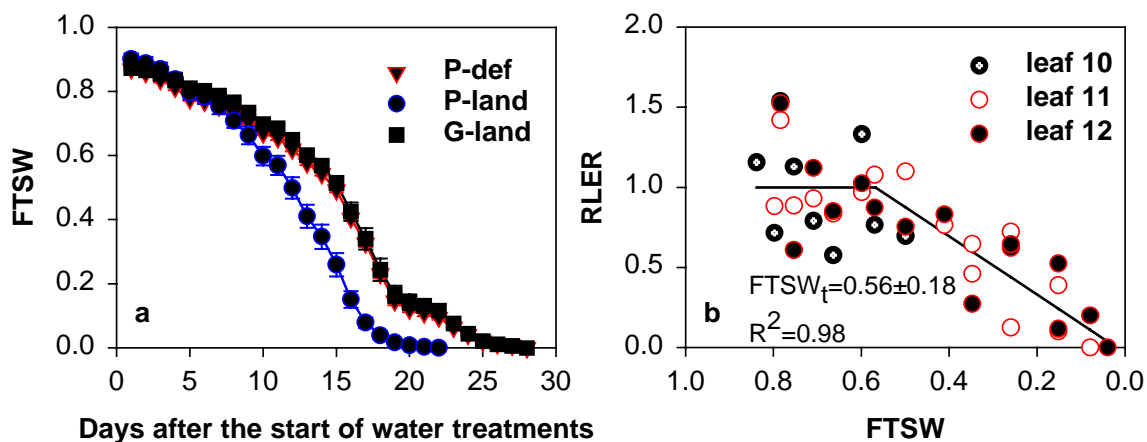 1.0
0.8
0.6
0.4
0.2
0.0
FTSW
P-def
P-land
G-land
a
0 5 10 15 20 25 30
Days after the start of water treatments
2.0
1.5
1.0
0.5
0.0
RLER
leaf 10
leaf 11
leaf 12
FTSWt=0.56±0.18
b
R2=0.98
1.0 0.8 0.6 0.4 0.2 0.0
FTSW